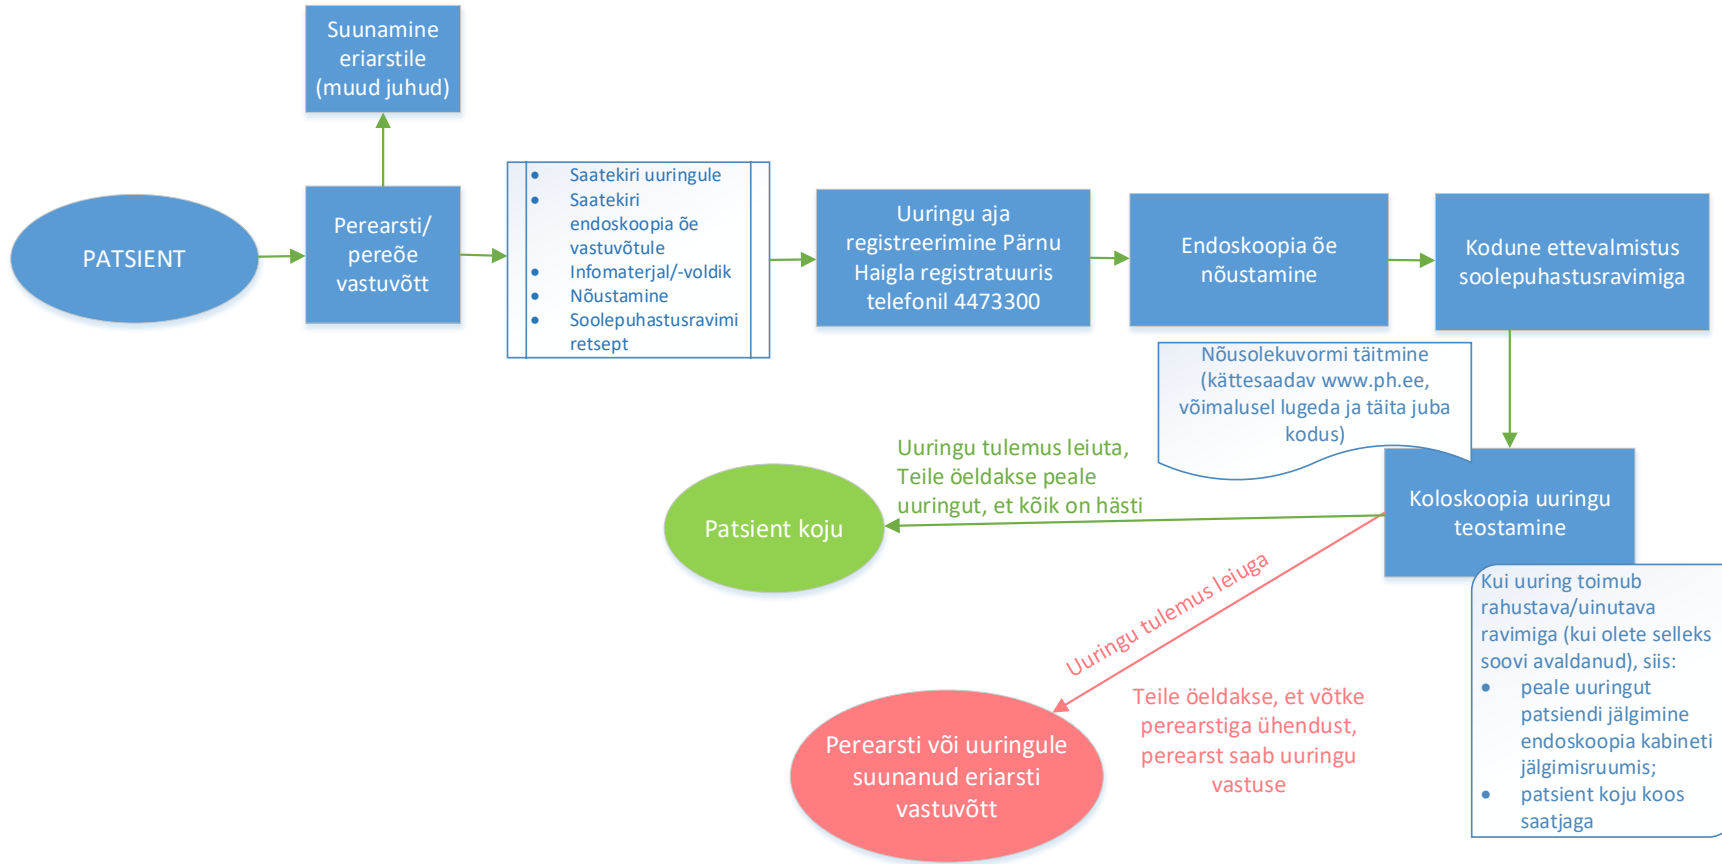 Suunamine
eriarstile
(muud juhud)
PATSIENT
Perearsti/
pereõe
vastuvõtt
• Saatekiri uuringule
• Saatekiri
endoskoopia õe
vastuvõtule
• Infomaterjal/-voldik
• Nõustamine
• Soolepuhastusravimi
retsept
Uuringu aja
registreerimine Pärnu
Haigla registratuuris
telefonil 4473300
Endoskoopia õe
nõustamine
Kodune ettevalmistus
soolepuhastusravimiga
Nõusolekuvormi täitmine
(kättesaadav www.ph.ee,
võimalusel lugeda ja täita juba
kodus)
Koloskoopia uuringu
teostamine
Uuringu tulemus leiuta,
Teile öeldakse peale
uuringut, et kõik on hästi
Patsient koju
Uuringu tulemus leiuga
Teile öeldakse, et võtke
perearstiga ühendust,
perearst saab uuringu
vastuse
Perearsti või uuringule
suunanud eriarsti
vastuvõtt
Kui uuring toimub
rahustava/uinutava
ravimiga (kui olete selleks
soovi avaldanud), siis:
• peale uuringut
patsiendi jälgimine
endoskoopia kabineti
jälgimisruumis;
• patsient koju koos
saatjaga